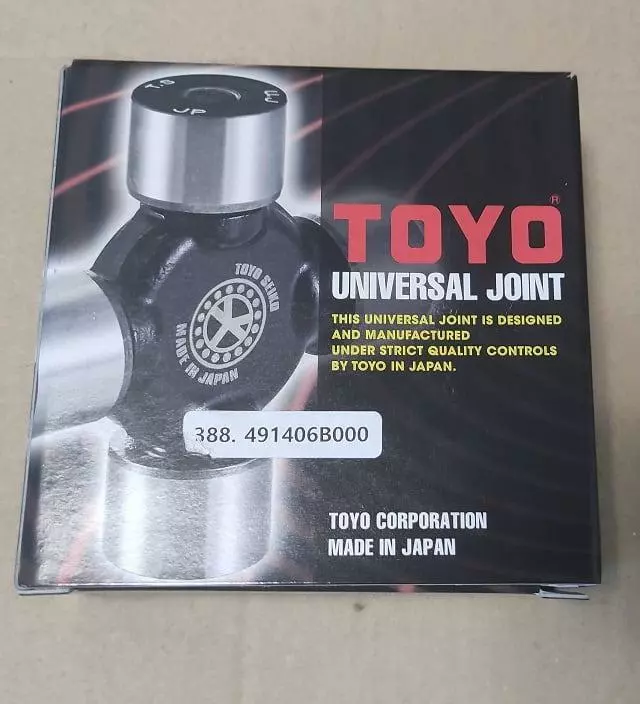 T.S
JP
TOYO®
UNIVERSAL JOINT
THIS UNIVERSAL JOINT IS DESIGNED
AND MANUFACTURED
UNDER STRICT QUALITY CONTROLS
BY TOYO IN JAPAN.
TOYO SEIKO
MADE IN JAPAN
388. 491406B000
TOYO CORPORATION
MADE IN JAPAN